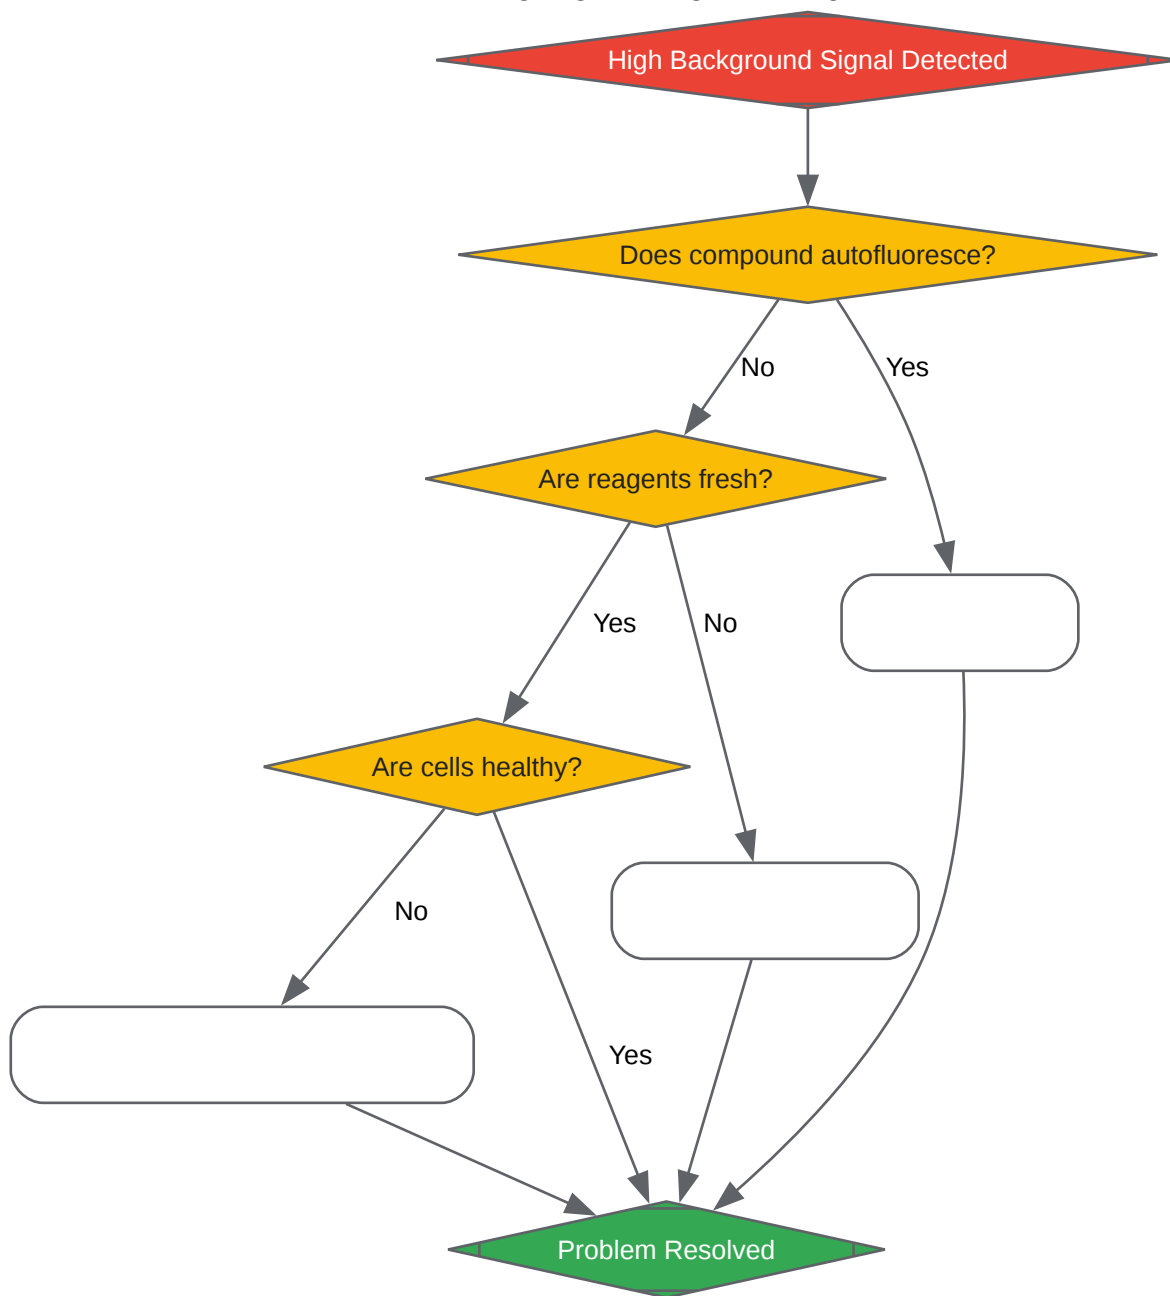 High Background Signal Detected
Does compound autofluoresce?
No
Yes
Are reagents fresh?
Yes
No
Are cells healthy?
No
Yes
Problem Resolved